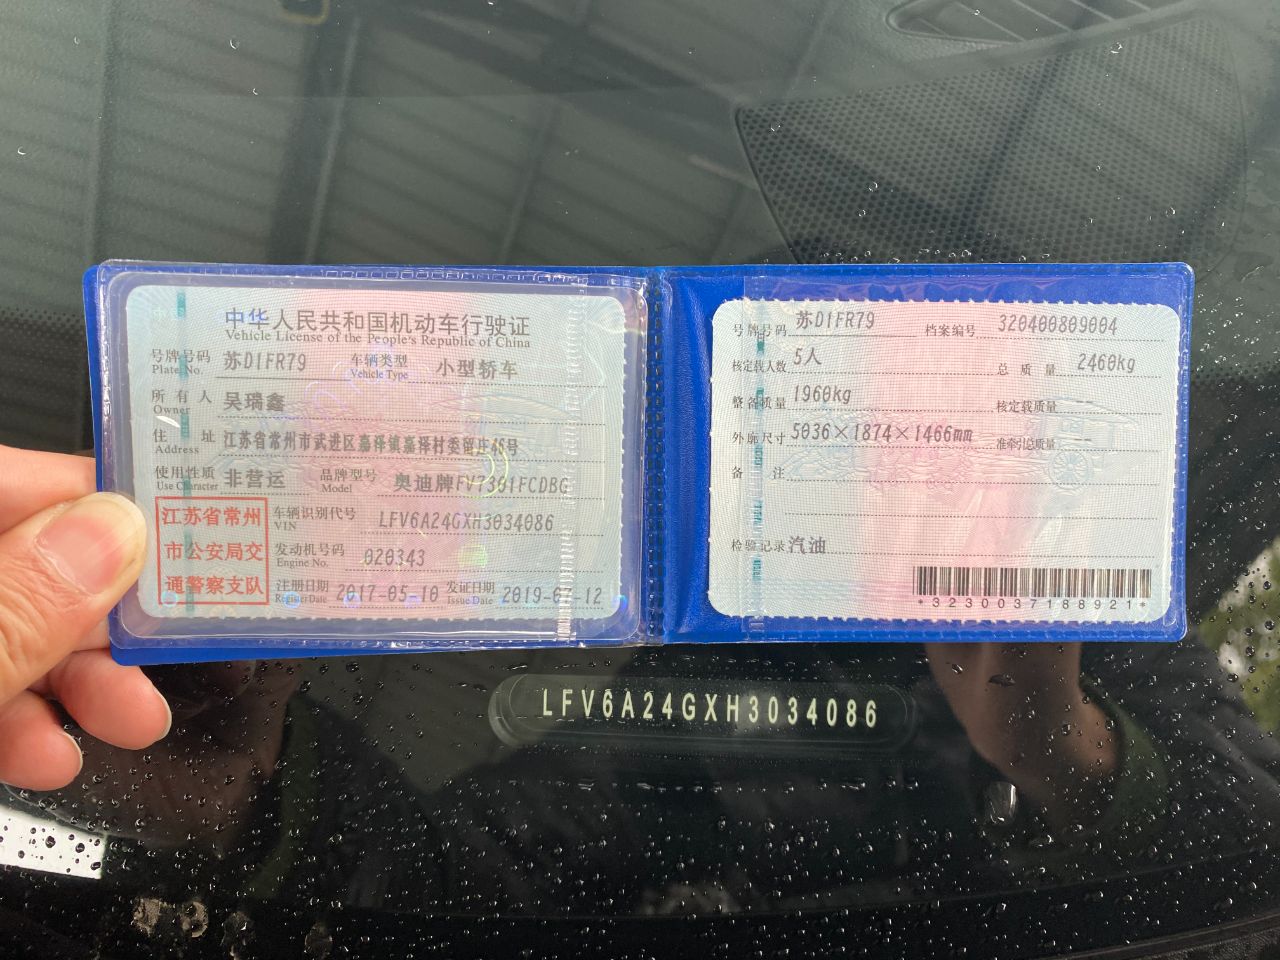 中华人民共和国机动车行驶证
Vehicle License of the People's Republic of China
号牌号码 苏D1FR79 车辆类型 小型轿车
Plate No. Vehicle Type
所有人 吴瑞鑫
Owner
住址 江苏省常州市武进区嘉泽镇嘉泽村委留庄46号
Address
使用性质 非营运 品牌型号 奥迪牌FV7301FCDBG
Use Character Model
江苏省常州
市公安局交
通警察支队
车辆识别代号 LFV6A24GXH3034086
VIN
发动机号码 020343
Engine No.
注册日期 2017-05-10 发证日期 2019-07-12
Register Date Issue Date
号牌号码 苏D1FR79 档案编号 320400809004
核定载人数 5人 总质量 2460kg
整备质量 1960kg 核定载质量 --
外廓尺寸 5036×1874×1466mm 准牵引总质量 --
备注
检验记录 汽油
*3230037188921*
LFV6A24GXH3034086